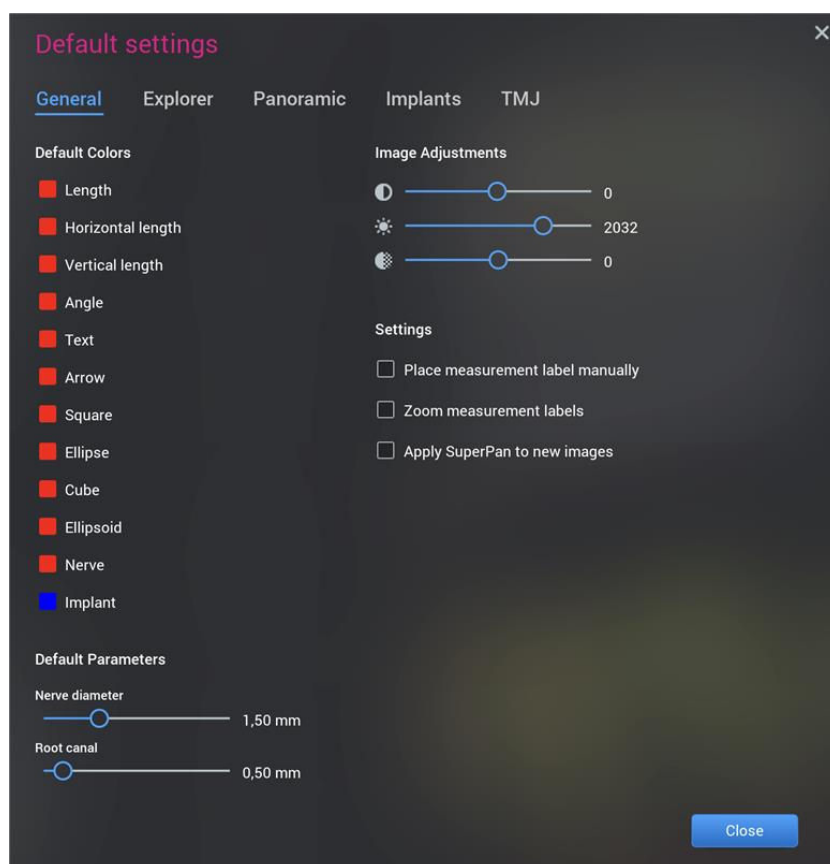 Default settings
General Explorer Panoramic Implants TMJ
Default Colors
Length
Horizontal length
Vertical length
Angle
Text
Arrow
Square
Ellipse
Cube
Ellipsoid
Nerve
Implant
Default Parameters
Nerve diameter
1,50 mm
Root canal
0,50 mm
Image Adjustments
0
2032
0
Settings
Place measurement label manually
Zoom measurement labels
Apply SuperPan to new images
Close